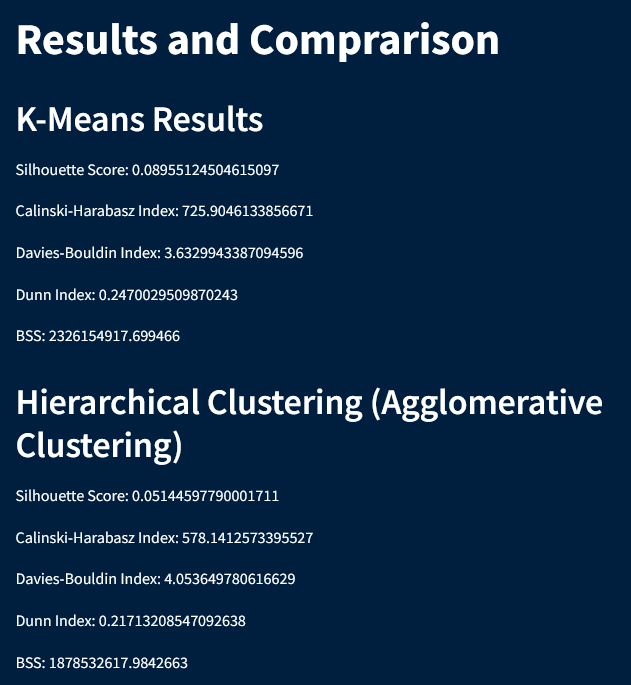 Results and Comprarison
K-Means Results
Silhouette Score: 0.08955124504615097
Calinski-Harabasz Index: 725.9046133856671
Davies-Bouldin Index: 3.6329943387094596
Dunn Index: 0.2470029509870243
BSS: 2326154917.699466
Hierarchical Clustering (Agglomerative
Clustering)
Silhouette Score: 0.05144597790001711
Calinski-Harabasz Index: 578.1412573395527
Davies-Bouldin Index: 4.053649780616629
Dunn Index: 0.21713208547092638
BSS: 1878532617.9842663